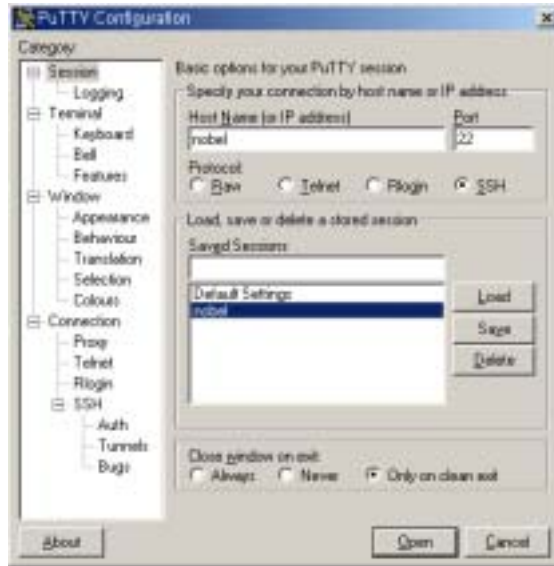 PuTTY Configuration
Category:
Session
Logging
Terminal
Keyboard
Bell
Features
Window
Appearance
Behaviour
Translation
Selection
Colours
Connection
Proxy
Telnet
Rlogin
SSH
Auth
Tunnels
Bugs
Basic options for your PuTTY session
Specify your connection by host name or IP address
Host Name (or IP address) Port
nobel 22
Protocol:
Raw Telnet Rlogin SSH
Load, save or delete a stored session
Saved Sessions
Default Settings
nobel
Load
Save
Delete
Close window on exit:
Always Never Only on clean exit
About Open Cancel